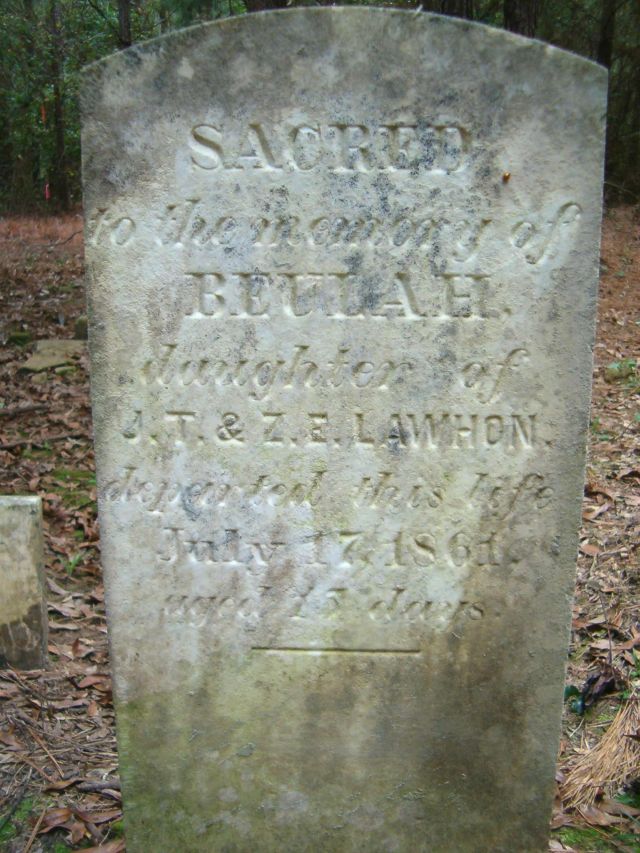 SACRED
to the memory of
BEULAH.
daughter of
J. T. & Z. E. LAWHON.
departed this life
July 17, 1861.
aged 15 days.